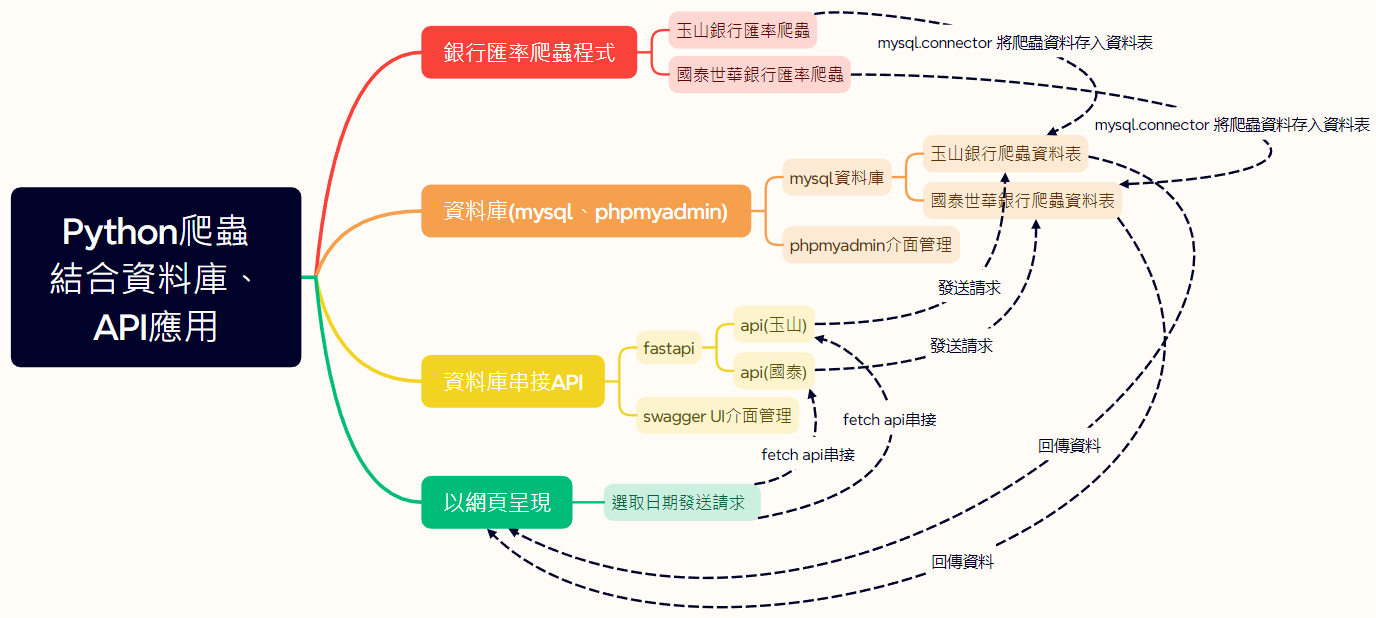 Python爬蟲
結合資料庫、
API應用
銀行匯率爬蟲程式
玉山銀行匯率爬蟲
國泰世華銀行匯率爬蟲
mysql.connector 將爬蟲資料存入資料表
mysql.connector 將爬蟲資料存入資料表
資料庫(mysql、phpmyadmin)
mysql資料庫
玉山銀行爬蟲資料表
國泰世華銀行爬蟲資料表
phpmyadmin介面管理
發送請求
發送請求
資料庫串接API
fastapi
api(玉山)
api(國泰)
swagger UI介面管理
fetch api串接
fetch api串接
以網頁呈現
選取日期發送請求
回傳資料
回傳資料